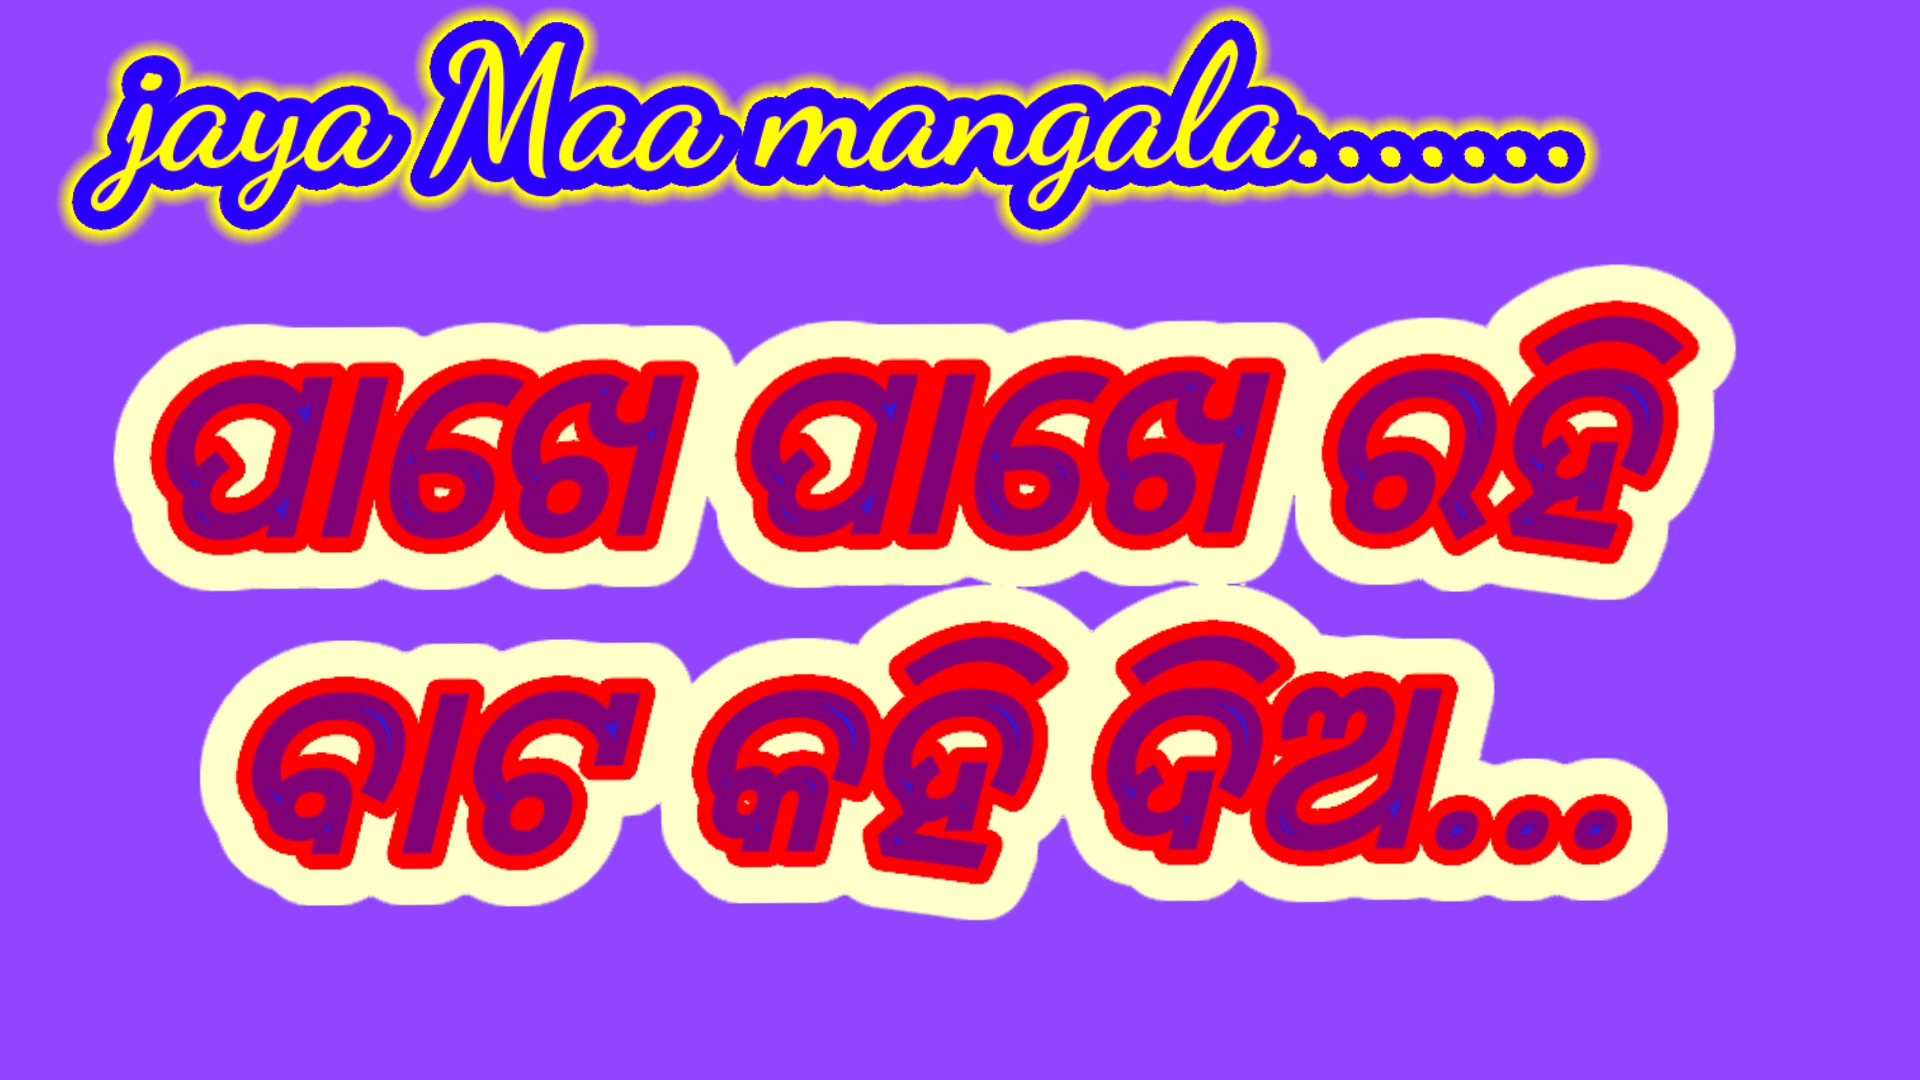 jaya Maa mangala.......
ପାଖେ ପାଖେ ରହି
ବାଟ କହି ଦିଅ...